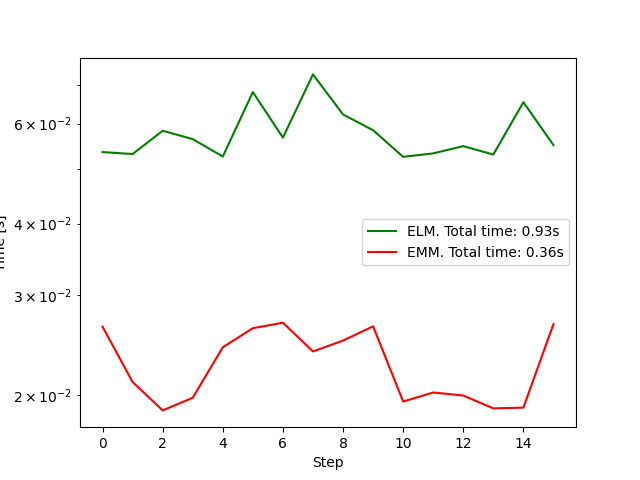 6 × 10⁻²
4 × 10⁻²
3 × 10⁻²
2 × 10⁻²
Time [s]
ELM. Total time: 0.93s
EMM. Total time: 0.36s
0 2 4 6 8 10 12 14
Step